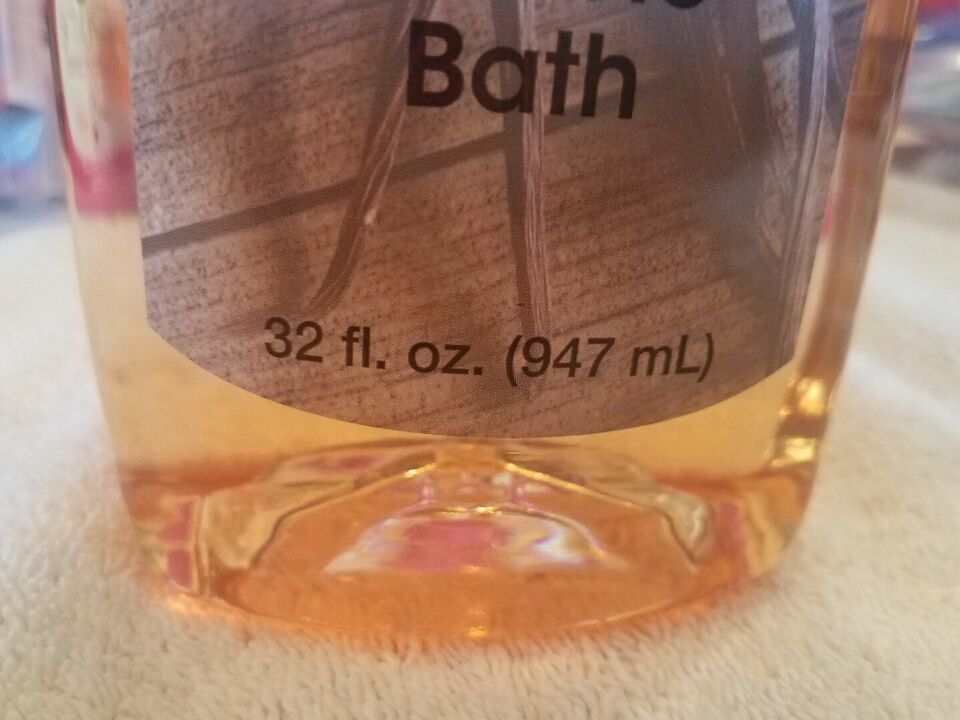 Bath
32 fl. oz. (947 mL)